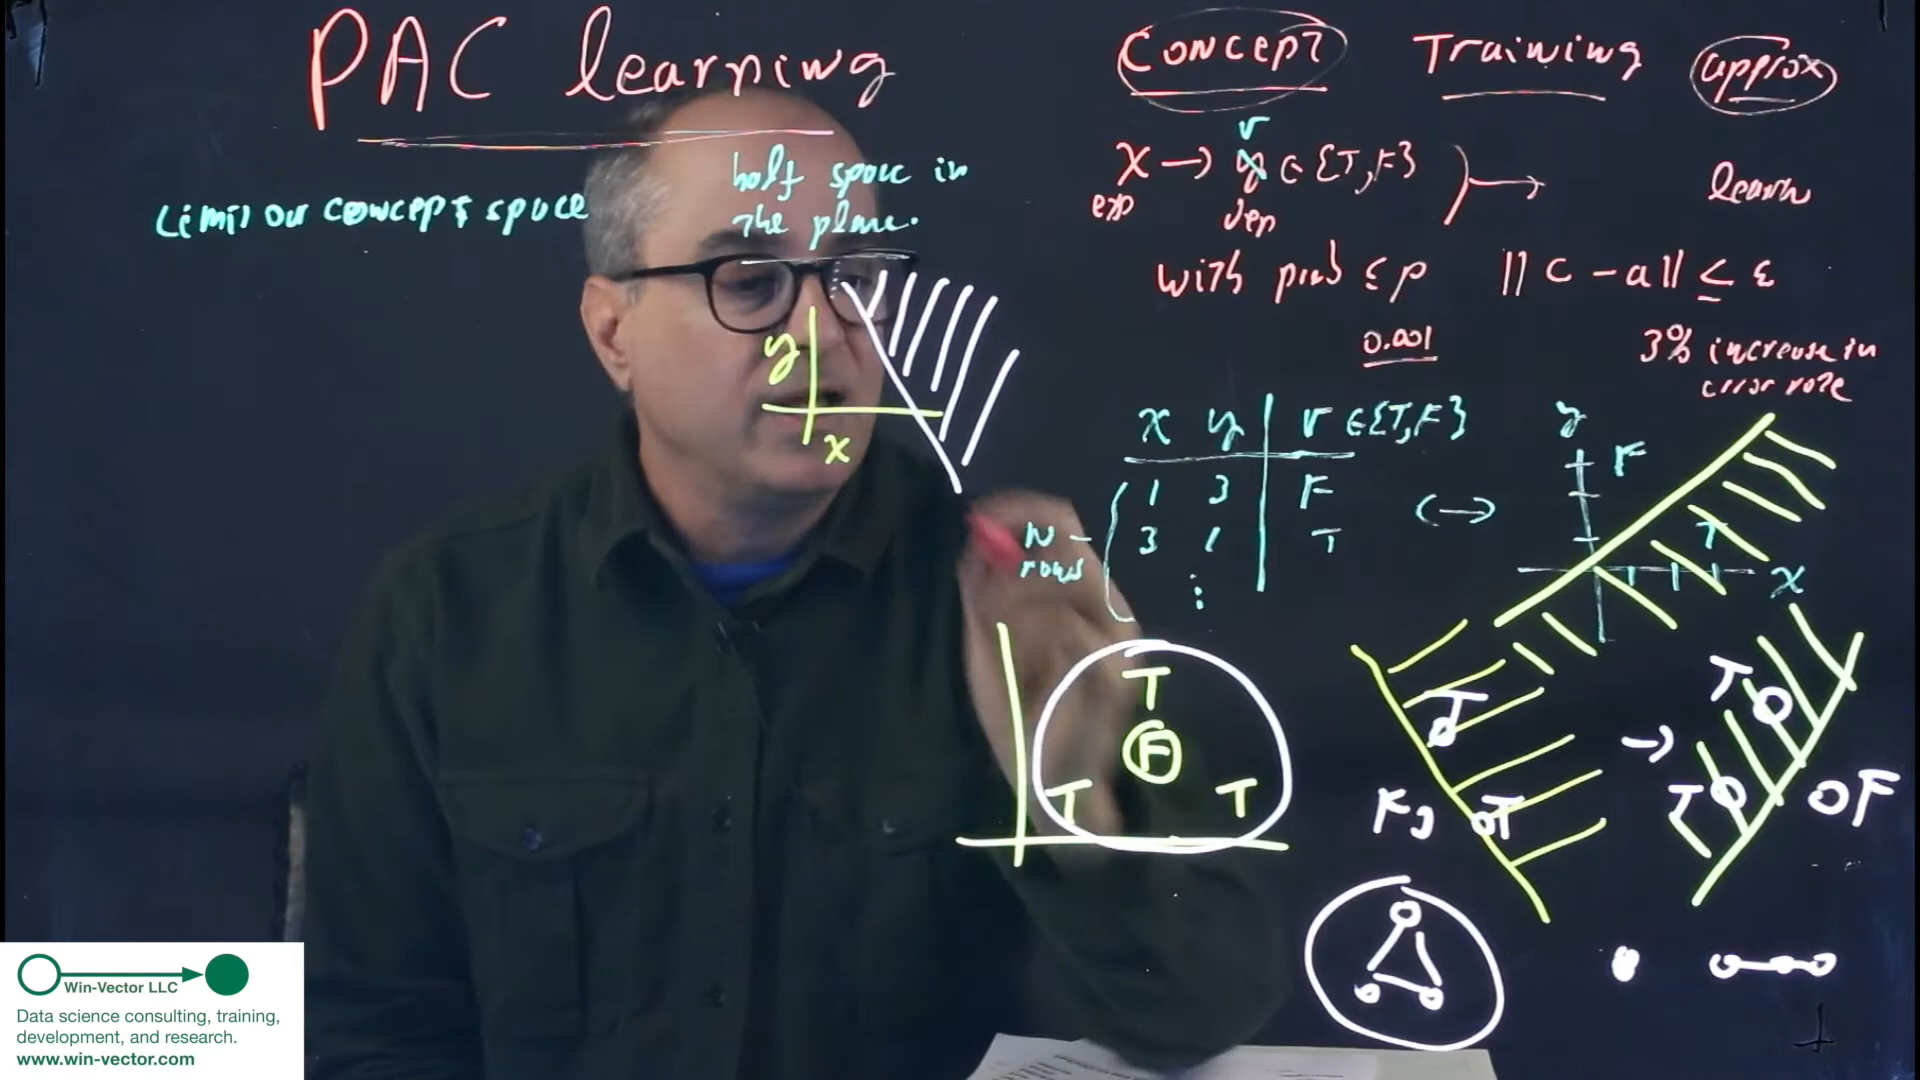 PAC learning
Limit our concept space
half space in
the plane.
y
x
Concept Training approx
v
x → y ∈ {T, F} learn
exp dep
with prob ≤ p ||c - a|| ≤ ε
0.001
3% increase in
error rate
x y v ∈{T,F}
1 3 F
3 1 T
⋮
N -
rows
↔
y
F
T
x
T
F
T T
T
F T
→
T
T F
Win-Vector LLC
Data science consulting, training,
development, and research.
www.win-vector.com